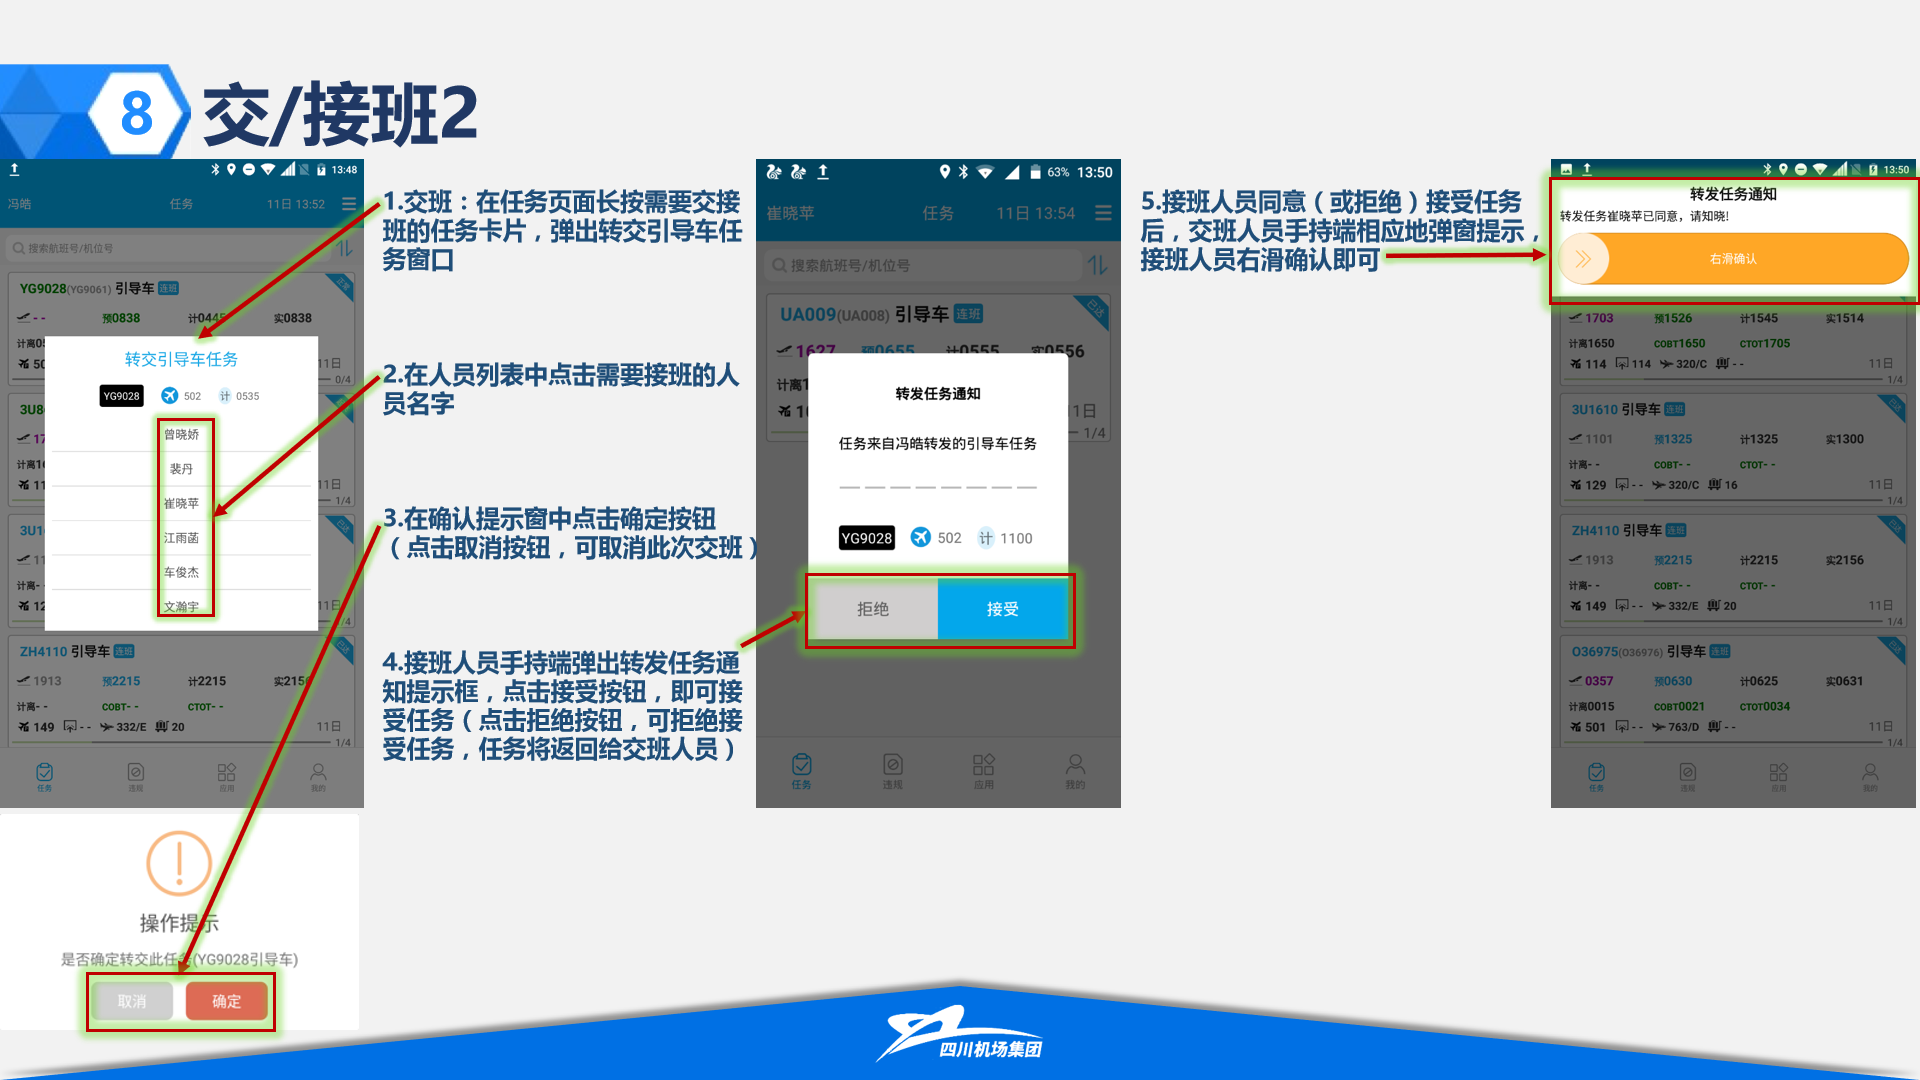 8
交/接班2
13:48
冯皓
任务
11日 13:52
搜索航班号/机位号
YG9028(YG9061) 引导车 连班
预0838
实0838
转交引导车任务
YG9028
502
计 0535
曾晓娇
裴丹
崔晓苹
江雨菡
车俊杰
文瀚宇
11日
0/4
11日
1/4
ZH4110 引导车 连班
已达
1913
预2215
计2215
计离- -
COBT- -
CTOT- -
149
- -
332/E
20
11日
1/4
任务
违规
应用
我的
操作提示
是否确定转交此任务(YG9028引导车)
取消
确定
1.交班：在任务页面长按需要交接
班的任务卡片，弹出转交引导车任
务窗口
2.在人员列表中点击需要接班的人
员名字
3.在确认提示窗中点击确定按钮
（点击取消按钮，可取消此次交班）
4.接班人员手持端弹出转发任务通
知提示框，点击接受按钮，即可接
受任务（点击拒绝按钮，可拒绝接
受任务，任务将返回给交班人员）
63% 13:50
崔晓苹
任务
11日 13:54
搜索航班号/机位号
UA009(UA008) 引导车 连班
已达
转发任务通知
任务来自冯皓转发的引导车任务
YG9028
502
计 1100
拒绝
接受
1/4
任务
违规
应用
我的
5.接班人员同意（或拒绝）接受任务
后，交班人员手持端相应地弹窗提示，
接班人员右滑确认即可
13:50
转发任务通知
转发任务崔晓苹已同意，请知晓!
右滑确认
1703
预1526
计1545
实1514
计离1650
COBT1650
CTOT1705
114
114
320/C
- -
11日
1/4
3U1610 引导车 连班
已达
1101
预1325
计1325
实1300
计离- -
COBT- -
CTOT- -
129
- -
320/C
16
11日
1/4
ZH4110 引导车 连班
已达
1913
预2215
计2215
实2156
计离- -
COBT- -
CTOT- -
149
- -
332/E
20
11日
1/4
O36975(O36976) 引导车 连班
已达
0357
预0630
计0625
实0631
计离0015
COBT0021
CTOT0034
501
- -
763/D
- -
11日
1/4
任务
违规
应用
我的
四川机场集团